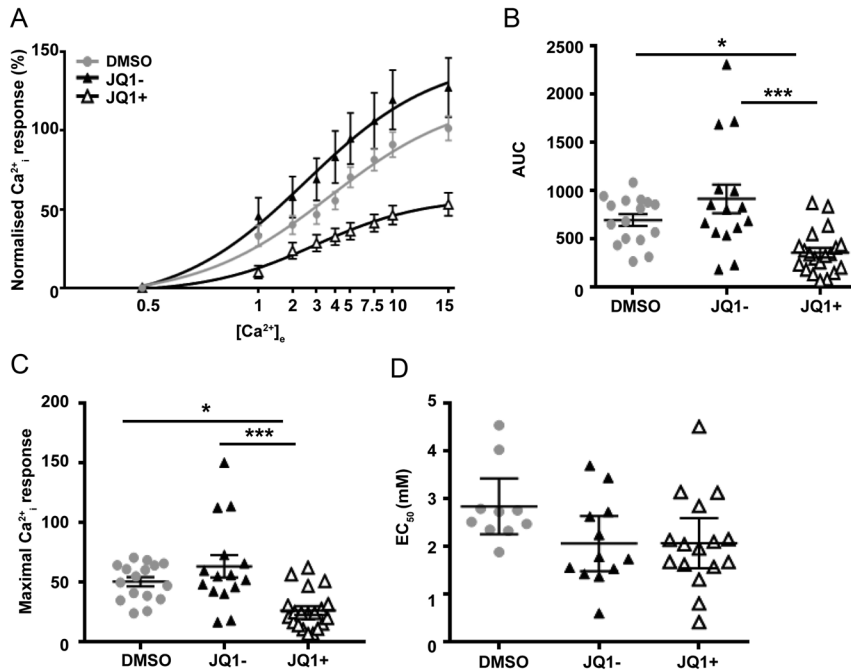 A
Normalised Ca²⁺ᵢ response (%)
150
100
50
0
DMSO
JQ1-
JQ1+
0.5 1 2 3 4 5 7.5 10 15
[Ca²⁺]ₑ
B
AUC
2500
2000
1500
1000
500
0
*
***
DMSO JQ1- JQ1+
C
Maximal Ca²⁺ᵢ response
200
150
100
50
0
*
***
DMSO JQ1- JQ1+
D
EC₅₀ (mM)
5
4
3
2
1
0
DMSO JQ1- JQ1+